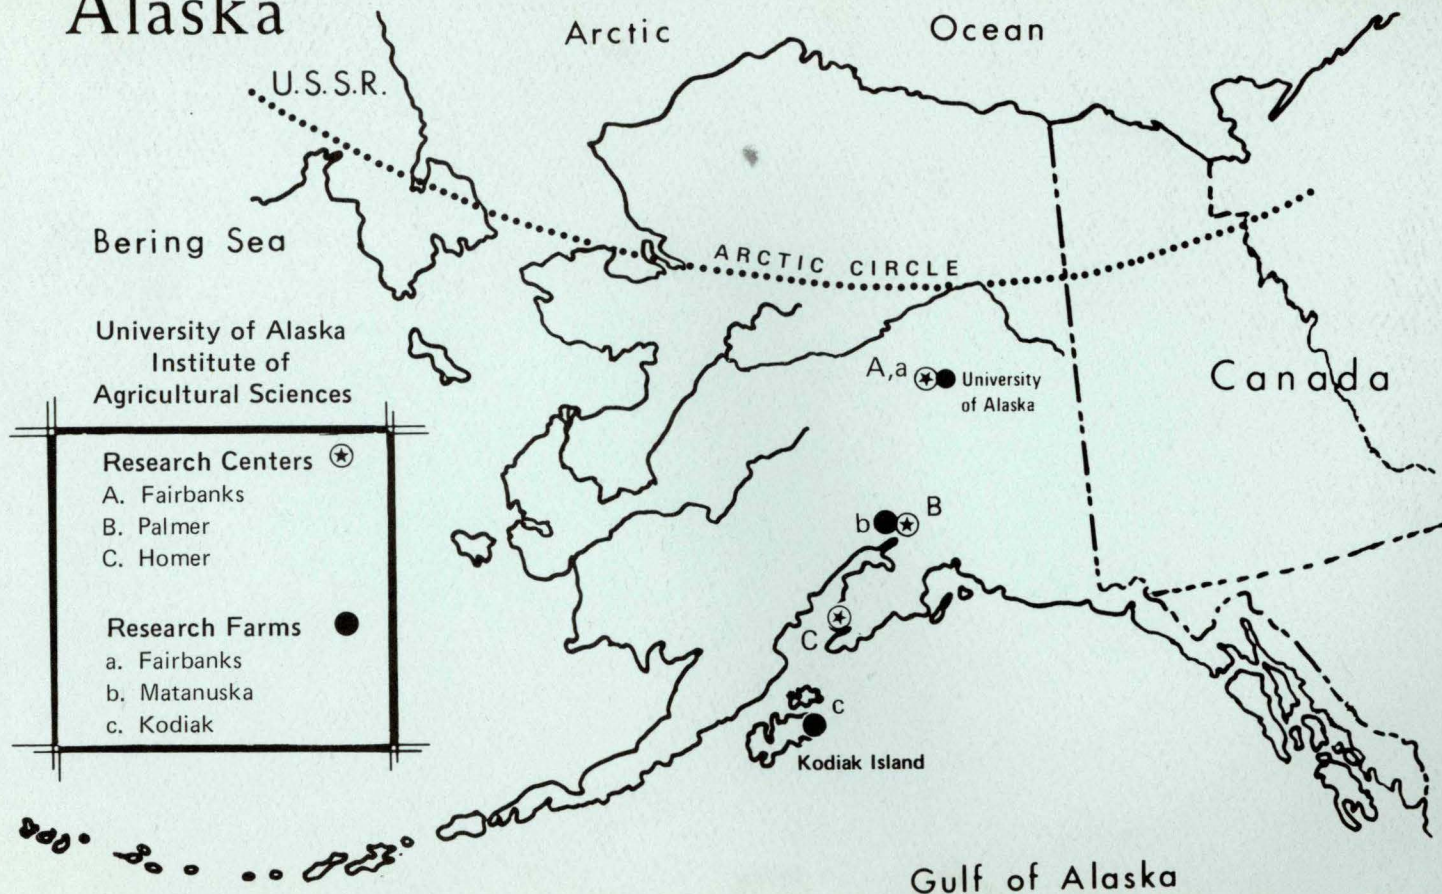 Alaska
Arctic Ocean
U.S.S.R.
Bering Sea
ARCTIC CIRCLE
University of Alaska
Institute of
Agricultural Sciences
Research Centers
A. Fairbanks
B. Palmer
C. Homer
Research Farms
a. Fairbanks
b. Matanuska
c. Kodiak
A,a
University
of Alaska
Canada
b B
C
c
Kodiak Island
Gulf of Alaska